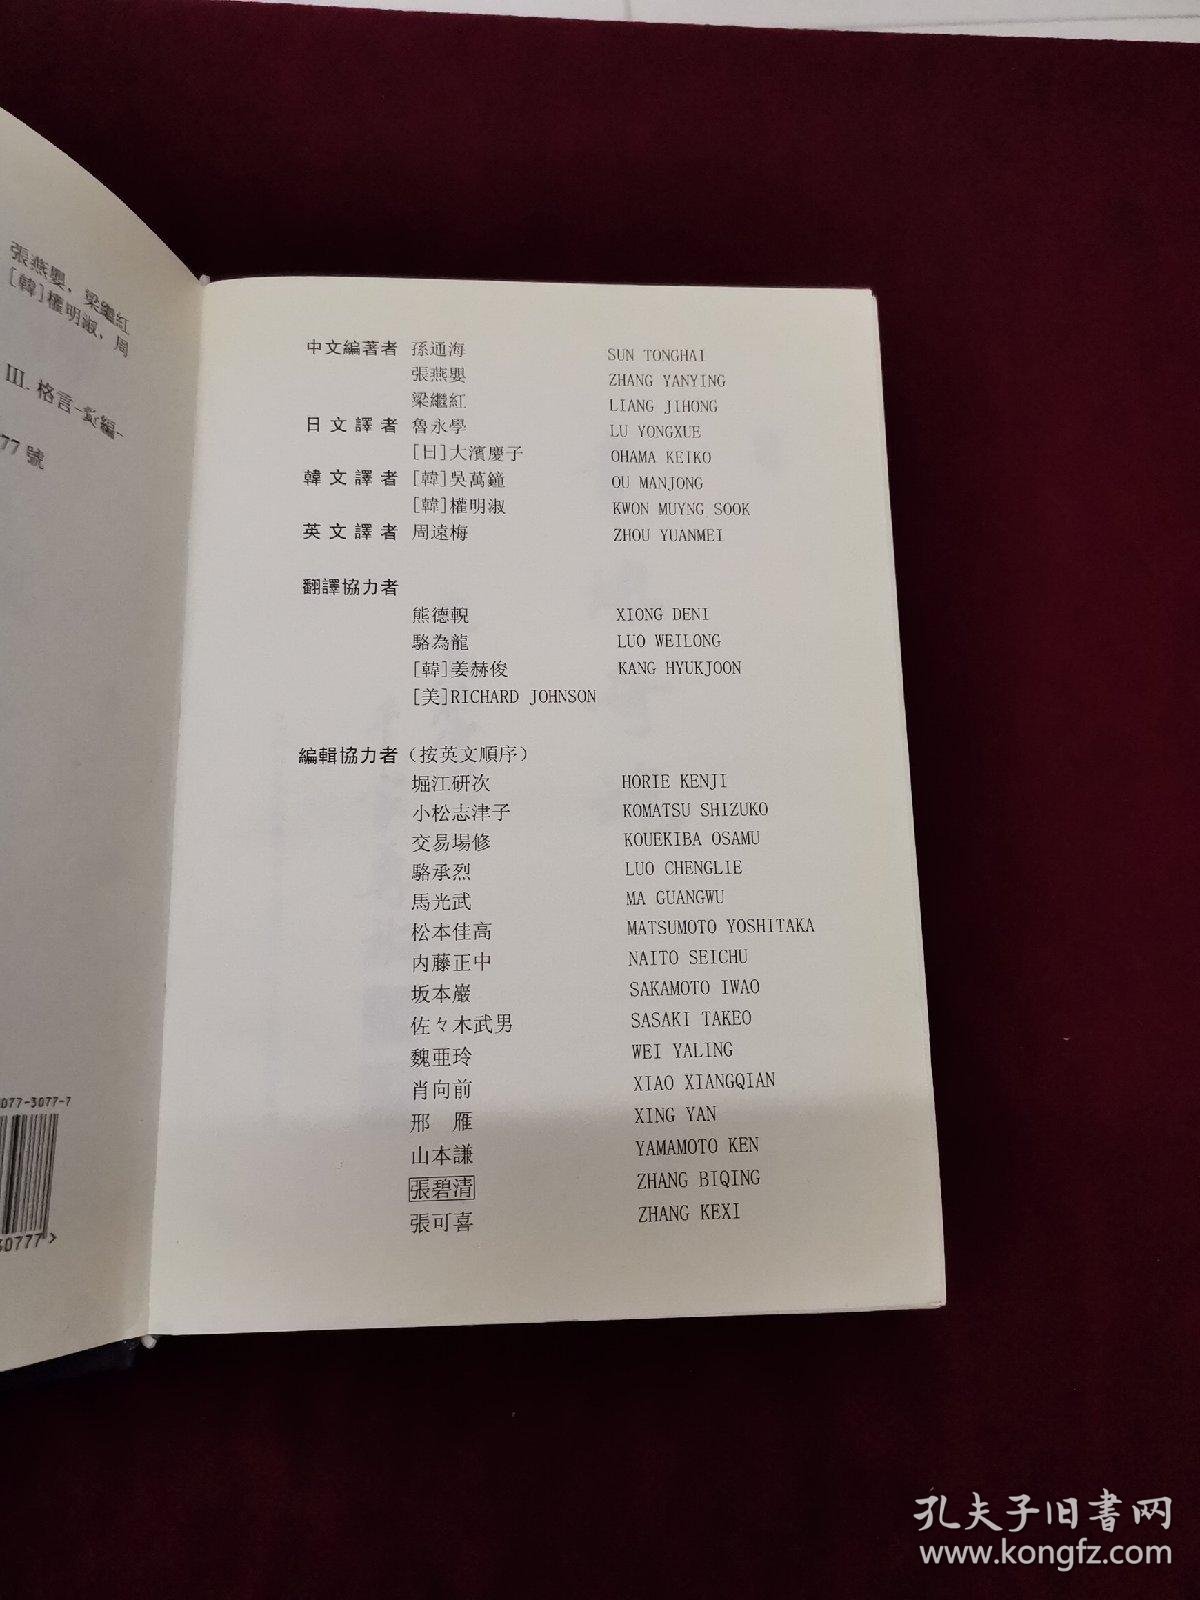 張燕嬰，梁繼紅
[韓]權明淑，周
III. 格言-彙編-
77 號
077-3077-7
30777>
中文編著者 孫通海 SUN TONGHAI
張燕嬰 ZHANG YANYING
梁繼紅 LIANG JIHONG
日文譯者 魯永學 LU YONGXUE
[日]大濱慶子 OHAMA KEIKO
韓文譯者 [韓]吳萬鐘 OU MANJONG
[韓]權明淑 KWON MUYNG SOOK
英文譯者 周遠梅 ZHOU YUANMEI
翻譯協力者
熊德輗 XIONG DENI
駱為龍 LUO WEILONG
[韓]姜赫俊 KANG HYUKJOON
[美]RICHARD JOHNSON
編輯協力者（按英文順序）
堀江研次 HORIE KENJI
小松志津子 KOMATSU SHIZUKO
交易場修 KOUEKIBA OSAMU
駱承烈 LUO CHENGLIE
馬光武 MA GUANGWU
松本佳高 MATSUMOTO YOSHITAKA
内藤正中 NAITO SEICHU
坂本巖 SAKAMOTO IWAO
佐々木武男 SASAKI TAKEO
魏亜玲 WEI YALING
肖向前 XIAO XIANGQIAN
邢 雁 XING YAN
山本謙 YAMAMOTO KEN
張碧清 ZHANG BIQING
張可喜 ZHANG KEXI
孔夫子旧書网
www.kongfz.com